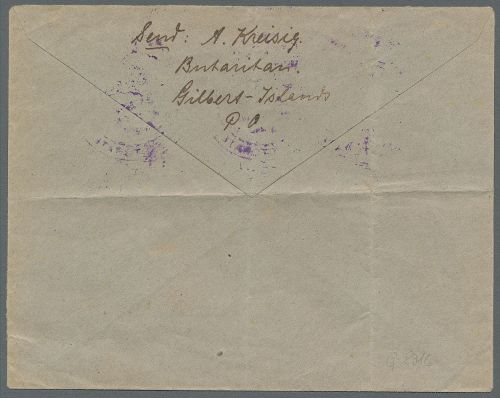 Send: A. Kreisig.
Butaritari.
Gilbert-Islands
P. O